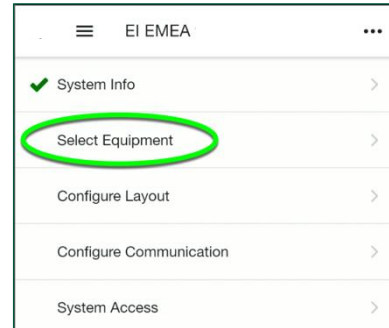 EI EMEA
System Info
Select Equipment
Configure Layout
Configure Communication
System Access